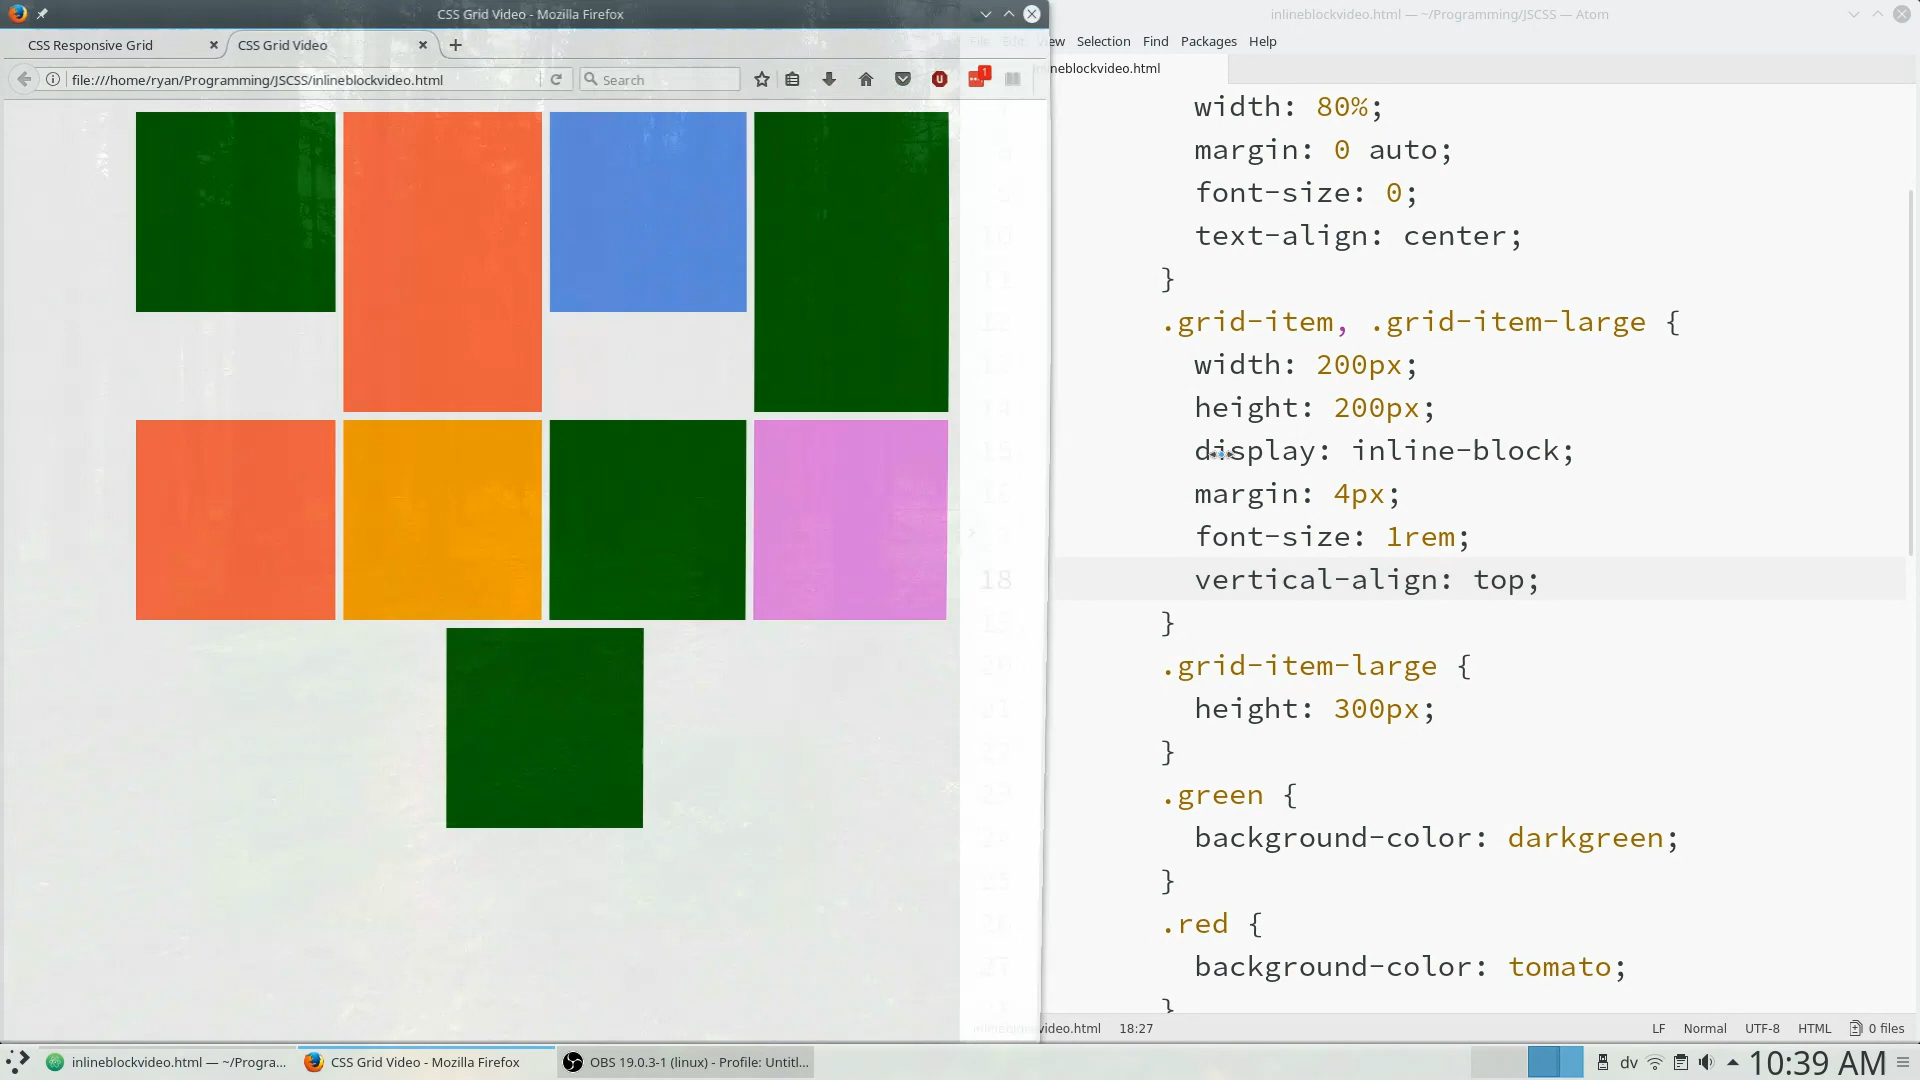 CSS Grid Video - Mozilla Firefox
inlineblockvideo.html — ~/Programming/JSCSS — Atom
CSS Responsive Grid
CSS Grid Video
Selection Find Packages Help
file:///home/ryan/Programming/JSCSS/inlineblockvideo.html
Search
1
width: 80%;
margin: 0 auto;
font-size: 0;
text-align: center;
}
.grid-item, .grid-item-large {
width: 200px;
height: 200px;
display: inline-block;
margin: 4px;
font-size: 1rem;
18 vertical-align: top;
}
.grid-item-large {
height: 300px;
}
.green {
background-color: darkgreen;
}
.red {
background-color: tomato;
}
18:27
LF Normal UTF-8 HTML 0 files
inlineblockvideo.html — ~/Progra...
CSS Grid Video - Mozilla Firefox
OBS 19.0.3-1 (linux) - Profile: Untitl...
dv
10:39 AM